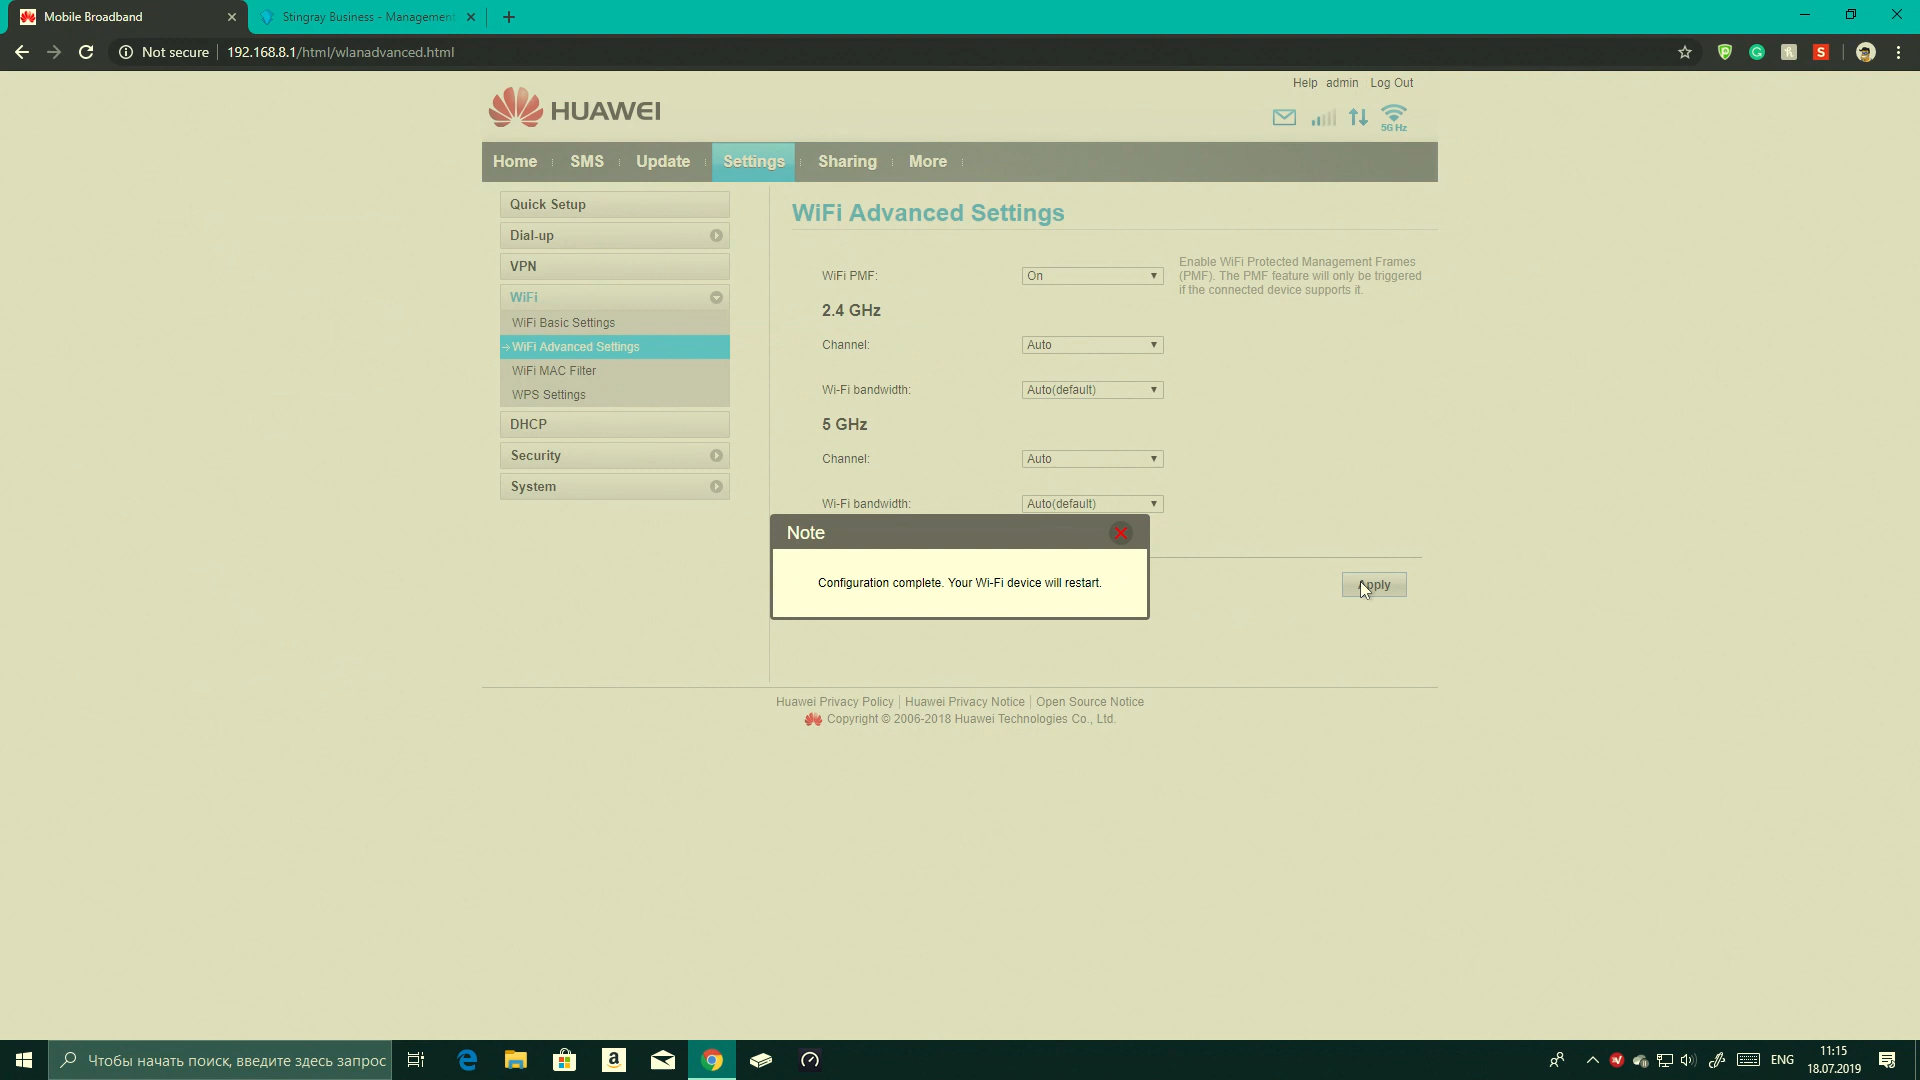 Mobile Broadband
Stingray Business - Management
Not secure
192.168.8.1/html/wlanadvanced.html
Help admin Log Out
HUAWEI
5G Hz
Home SMS Update Settings Sharing More
Quick Setup
Dial-up
VPN
WiFi
WiFi Basic Settings
WiFi Advanced Settings
WiFi MAC Filter
WPS Settings
DHCP
Security
System
WiFi Advanced Settings
WiFi PMF: On
Enable WiFi Protected Management Frames
(PMF). The PMF feature will only be triggered
if the connected device supports it.
2.4 GHz
Channel: Auto
Wi-Fi bandwidth: Auto(default)
5 GHz
Channel: Auto
Wi-Fi bandwidth: Auto(default)
Note
Configuration complete. Your Wi-Fi device will restart.
Apply
Huawei Privacy Policy | Huawei Privacy Notice | Open Source Notice
Copyright © 2006-2018 Huawei Technologies Co., Ltd.
Чтобы начать поиск, введите здесь запрос
ENG
11:15
18.07.2019